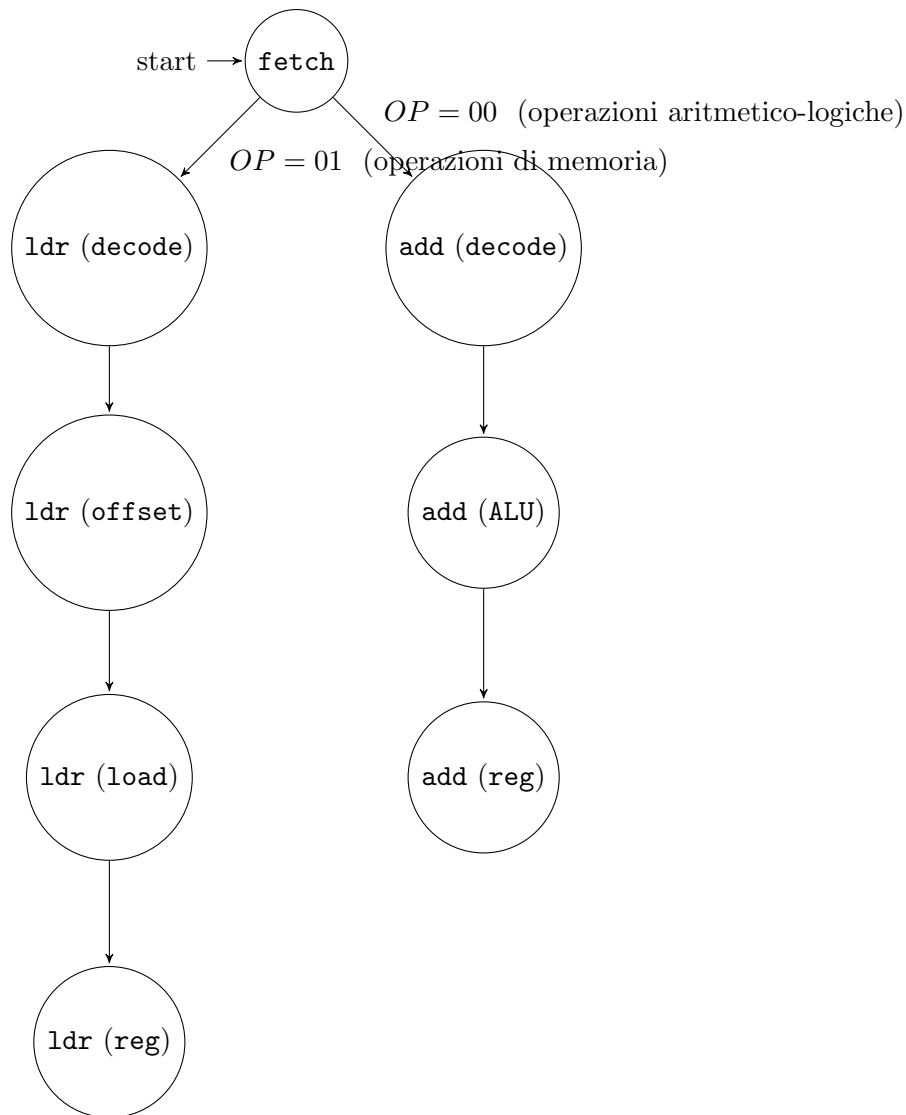 start fetch
OP = 00 (operazioni aritmetico-logiche)
OP = 01 (operazioni di memoria)
ldr (decode)
add (decode)
ldr (offset)
add (ALU)
ldr (load)
add (reg)
ldr (reg)